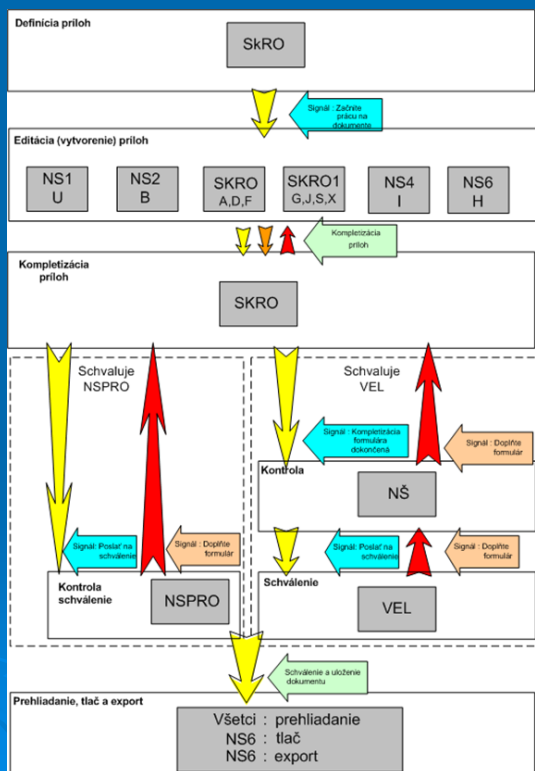 Definícia príloh
SkRO
Signál : Začnite
prácu na
dokumente
Editácia (vytvorenie) príloh
NS1
U
NS2
B
SKRO
A,D,F
SKRO1
G,J,S,X
NS4
I
NS6
H
Kompletizácia
príloh
Kompletizácia
príloh
SKRO
Schvaľuje
NSPRO
Schvaľuje
VEL
Signál : Kompletizácia
formulára
dokončená
Signál : Doplňte
formulár
Kontrola
NŠ
Signál: Poslať na
schválenie
Signál : Doplňte
formulár
Signál: Poslať na
schválenie
Signál : Doplňte
formulár
Kontrola
schválenie
NSPRO
Schválenie
VEL
Schválenie a uloženie
dokumentu
Prehliadanie, tlač a export
Všetci : prehliadanie
NS6 : tlač
NS6 : export